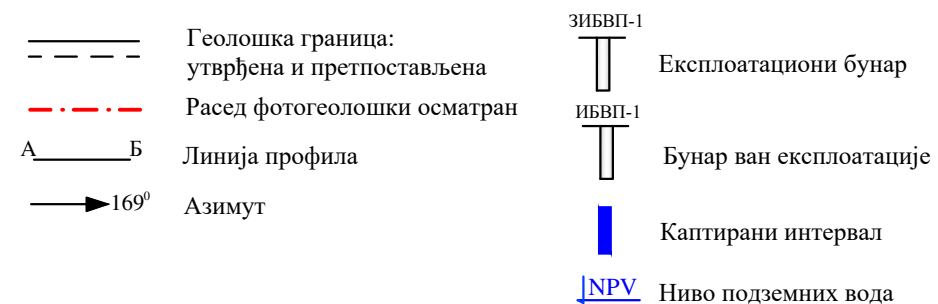 Геолошка граница:
утврђена и претпостављена
Расед фотогеолошки осматран
А Б Линија профила
169⁰ Азимут
ЗИБВП-1
Експлоатациони бунар
ИБВП-1
Бунар ван експлоатације
Каптирани интервал
NPV Ниво подземних вода